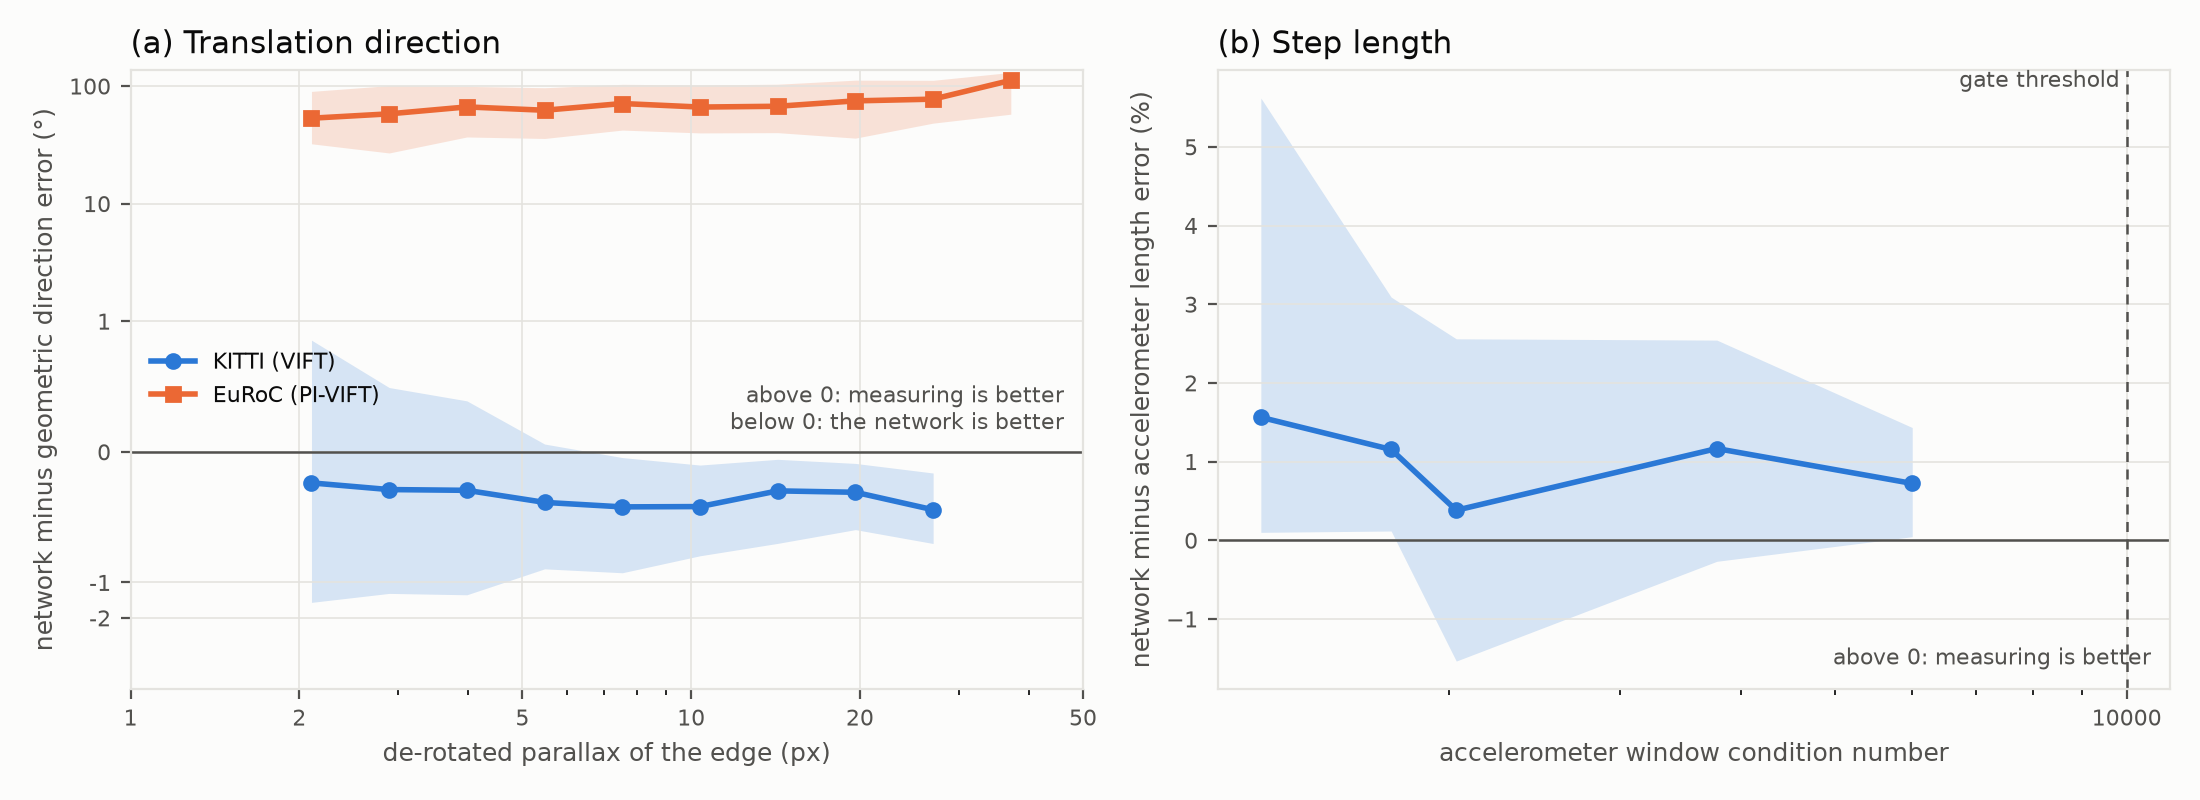 (a) Translation direction
network minus geometric direction error (°)
100
10
1
0
-1
-2
KITTI (VIFT)
EuRoC (PI-VIFT)
above 0: measuring is better
below 0: the network is better
1
2
5
10
20
50
de-rotated parallax of the edge (px)
(b) Step length
network minus accelerometer length error (%)
gate threshold
5
4
3
2
1
0
−1
above 0: measuring is better
10000
accelerometer window condition number